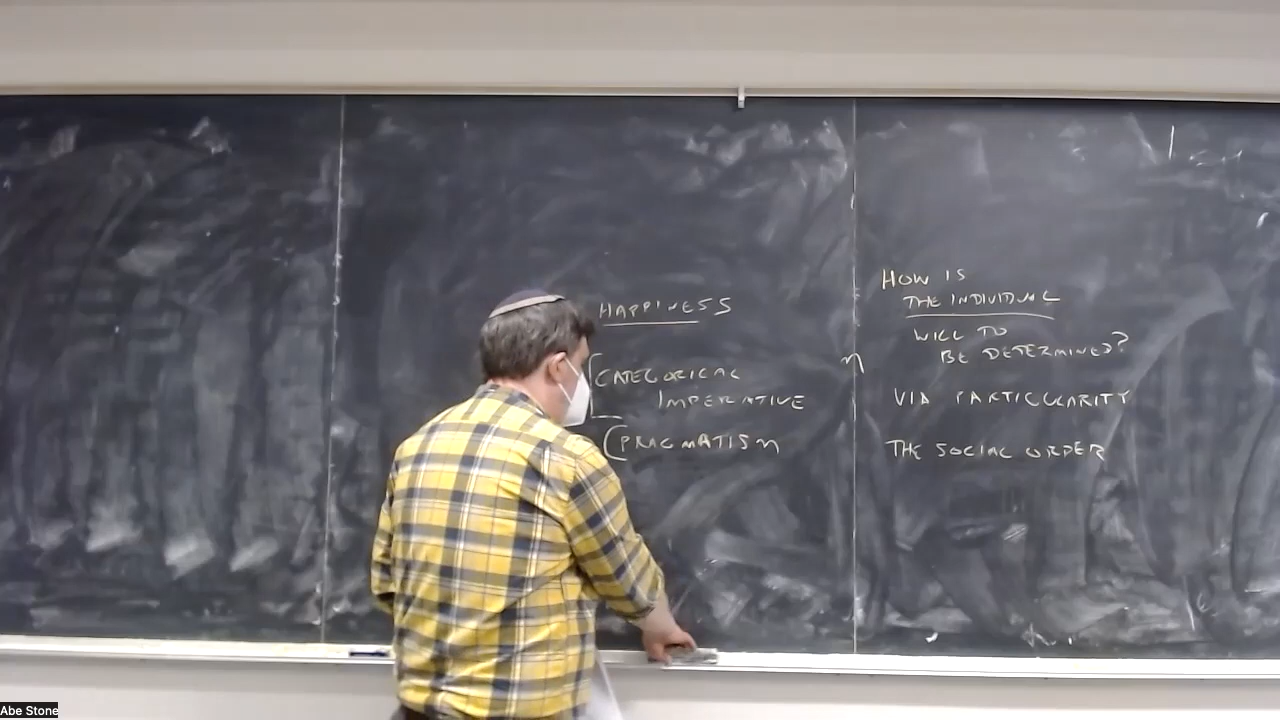 HAPPINESS
CATEGORICAL
IMPERATIVE
PRAGMATISM
HOW IS
THE INDIVIDUAL
WILL TO
BE DETERMINED?
VIA PARTICULARITY
THE SOCIAL ORDER
Abe Stone